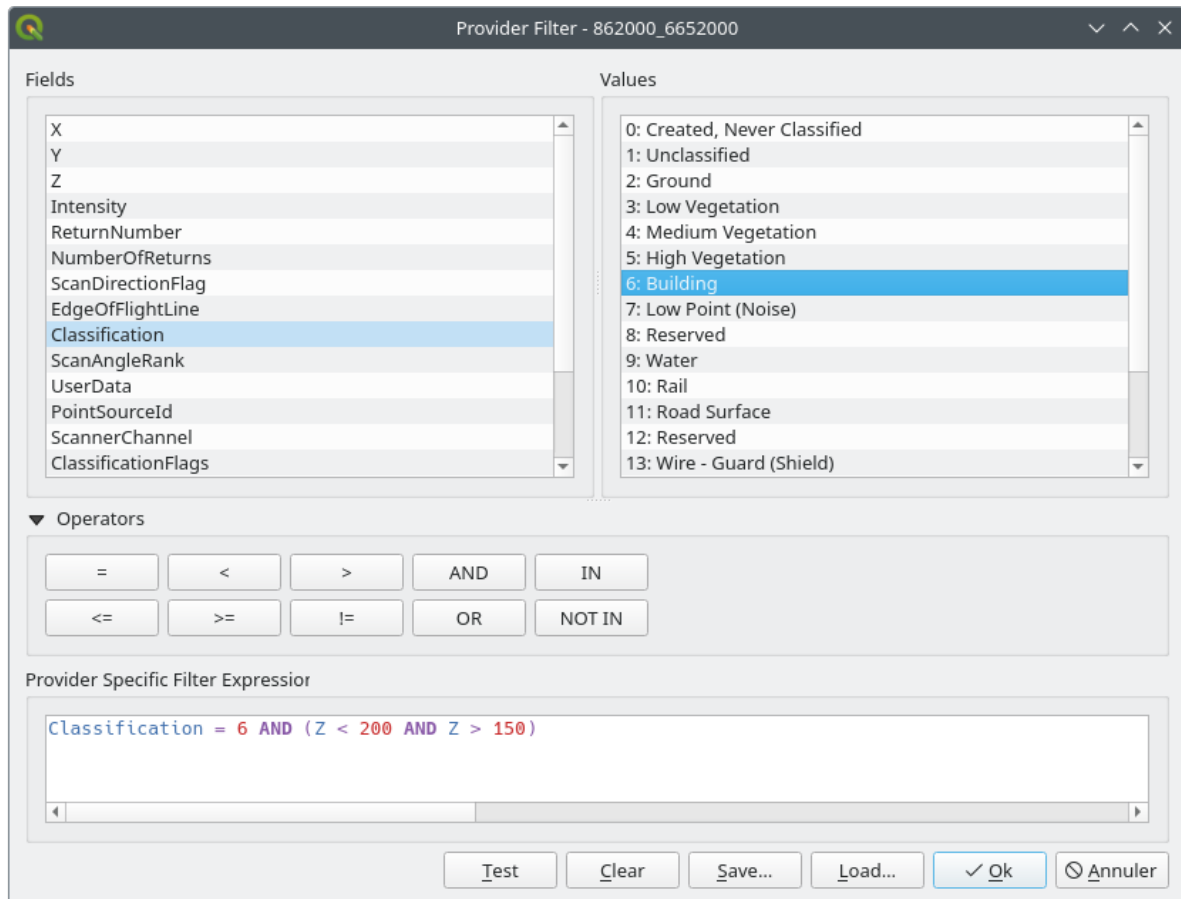 Provider Filter - 862000_6652000
Fields
X
Y
Z
Intensity
ReturnNumber
NumberOfReturns
ScanDirectionFlag
EdgeOfFlightLine
Classification
ScanAngleRank
UserData
PointSourceId
ScannerChannel
ClassificationFlags
Values
0: Created, Never Classified
1: Unclassified
2: Ground
3: Low Vegetation
4: Medium Vegetation
5: High Vegetation
6: Building
7: Low Point (Noise)
8: Reserved
9: Water
10: Rail
11: Road Surface
12: Reserved
13: Wire - Guard (Shield)
Operators
= < > AND IN
<= >= != OR NOT IN
Provider Specific Filter Expression
Classification = 6 AND (Z < 200 AND Z > 150)
Test Clear Save... Load... Ok Annuler